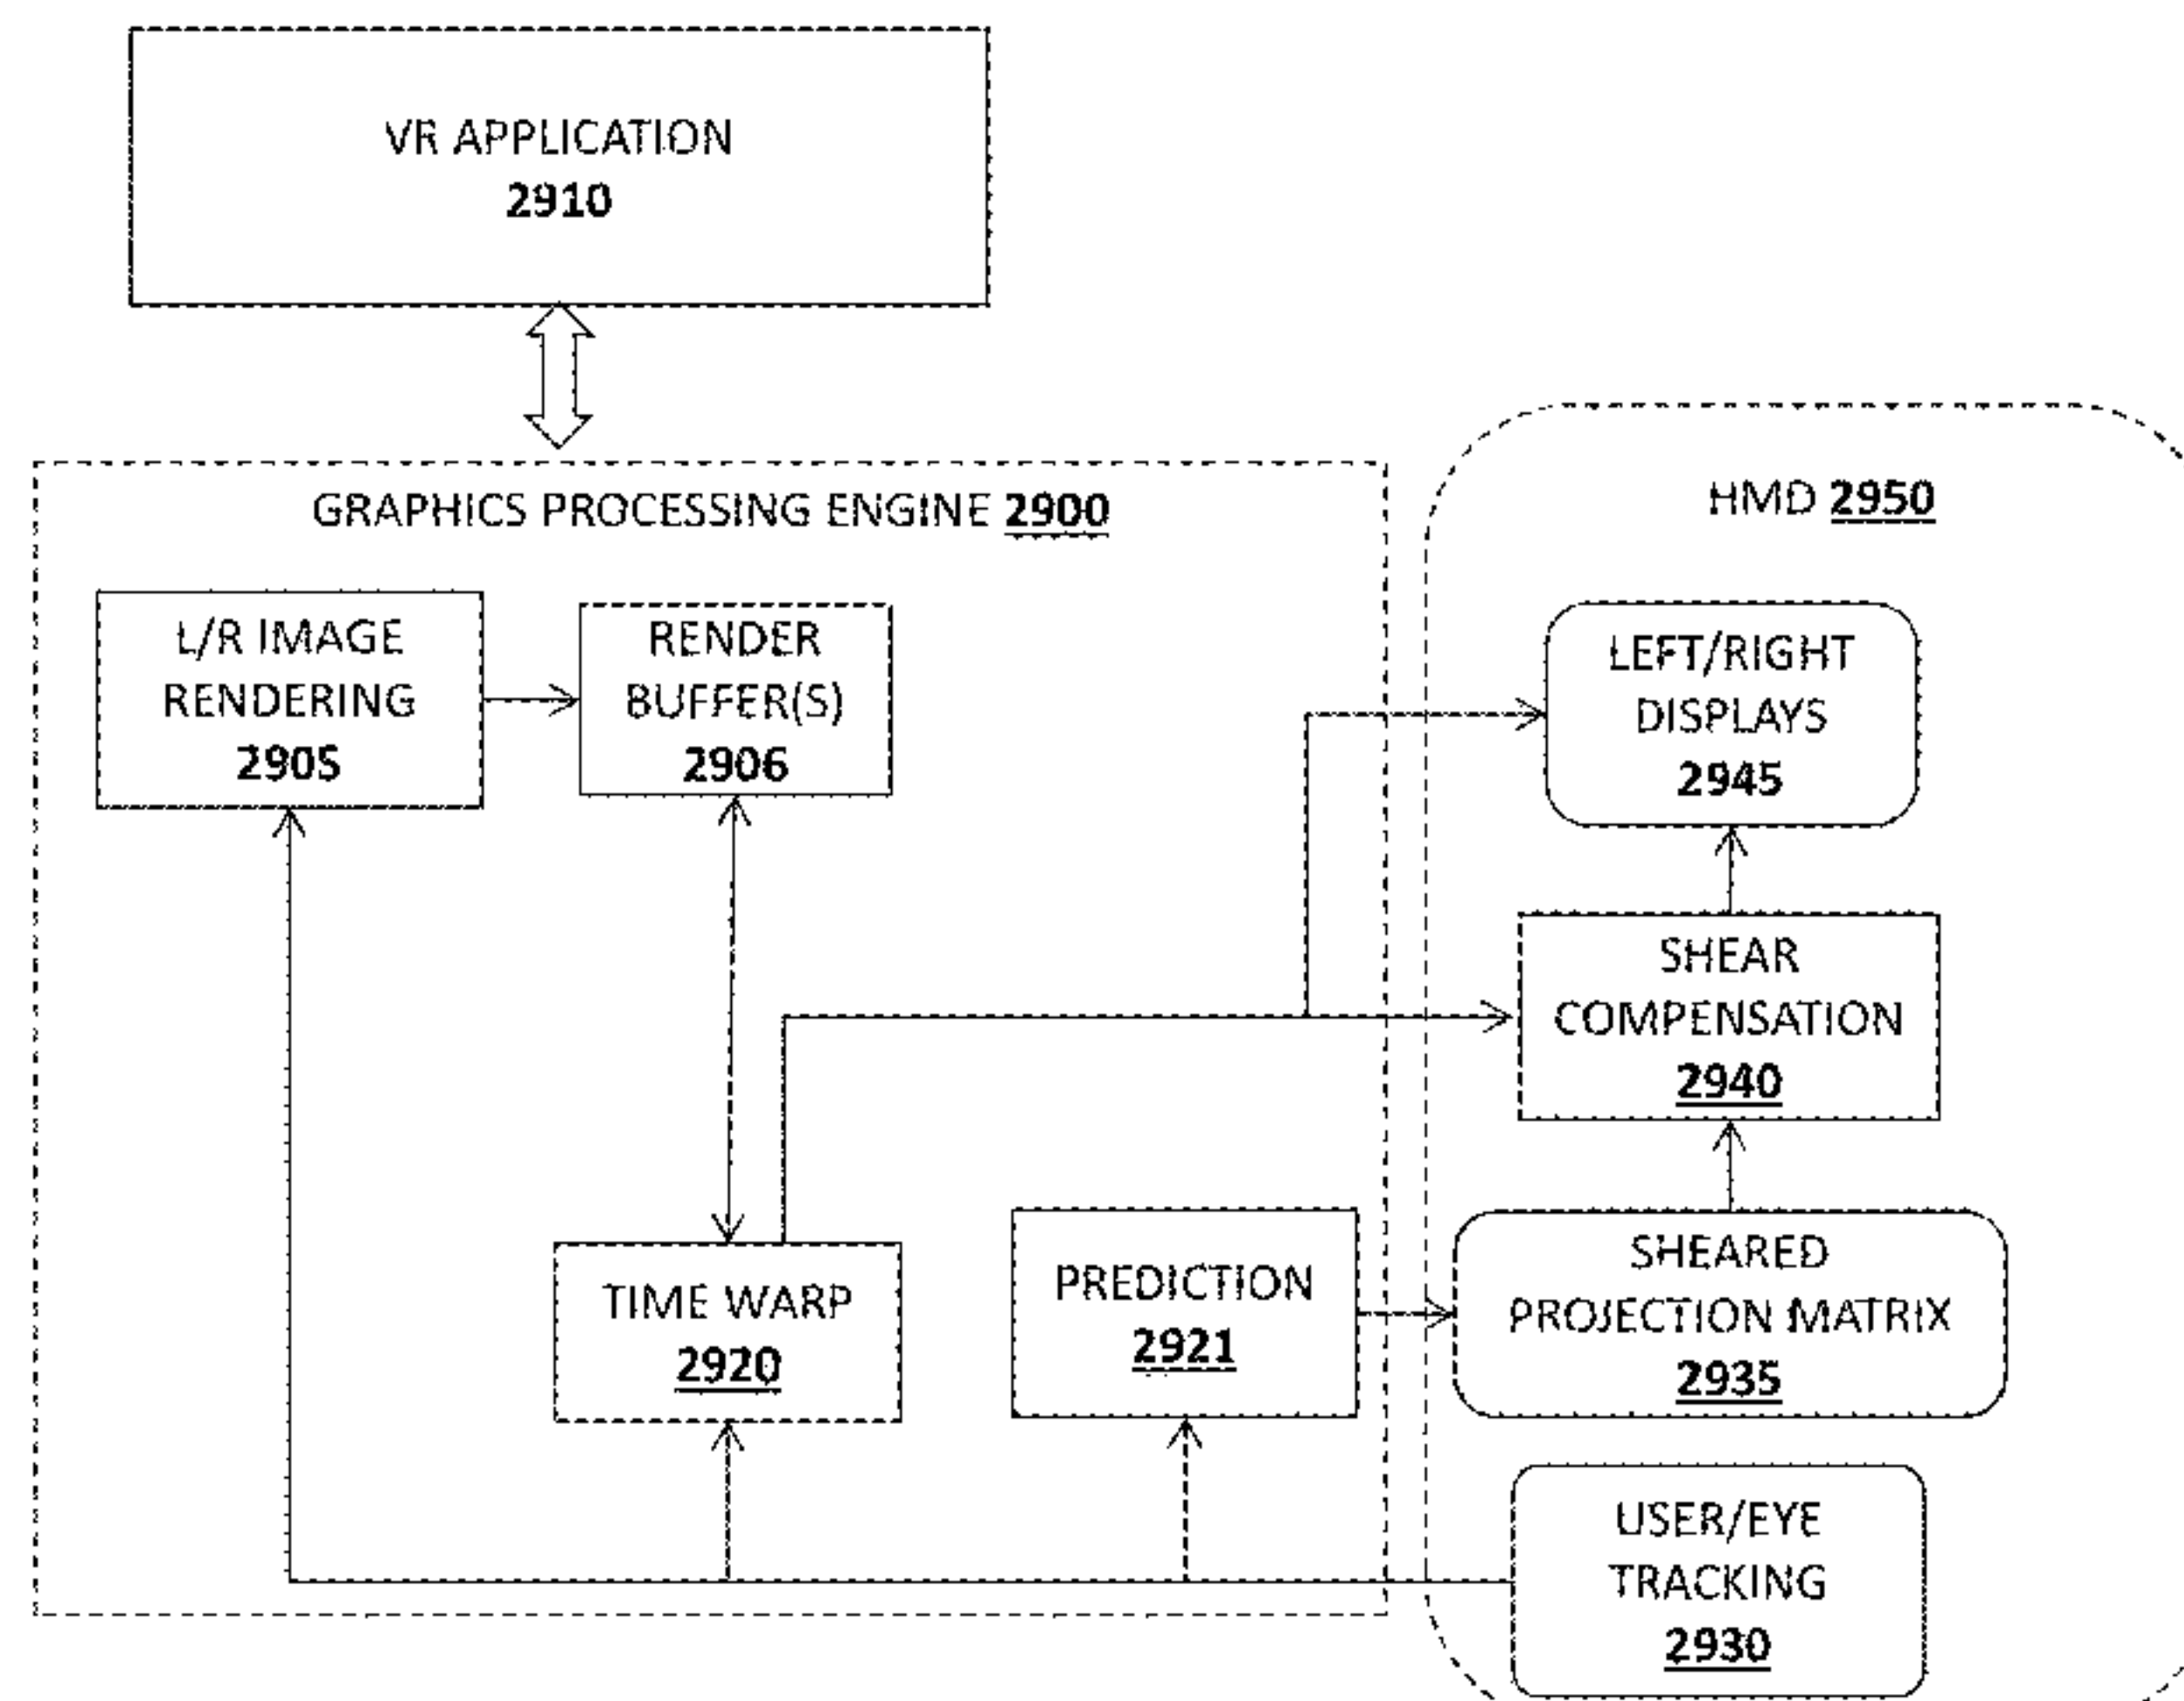 VR APPLICATION
2910
GRAPHICS PROCESSING ENGINE 2900
L/R IMAGE
RENDERING
2905
RENDER
BUFFER(S)
2906
TIME WARP
2920
PREDICTION
2921
HMD 2950
LEFT/RIGHT
DISPLAYS
2945
SHEAR
COMPENSATION
2940
SHEARED
PROJECTION MATRIX
2935
USER/EYE
TRACKING
2930